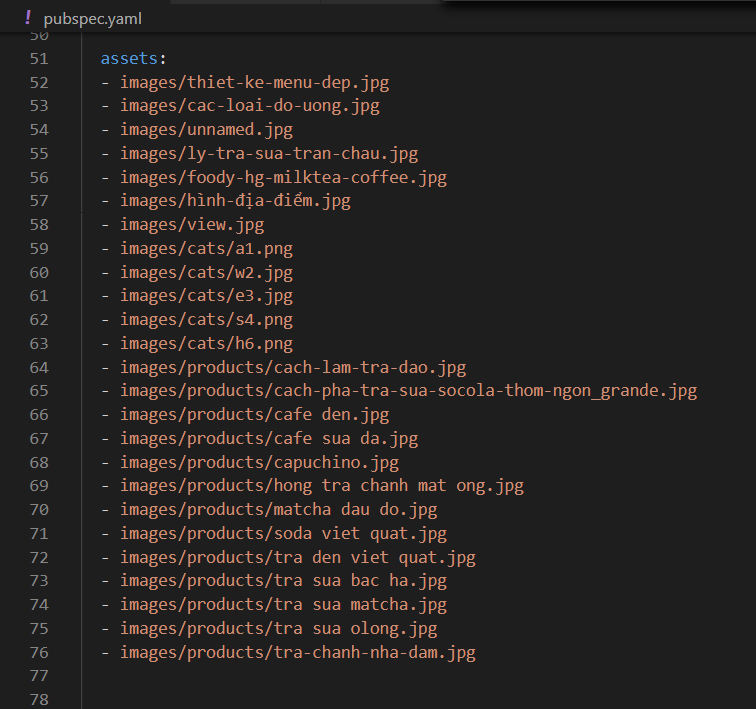 ! pubspec.yaml
50
51 assets:
52 - images/thiet-ke-menu-dep.jpg
53 - images/cac-loai-do-uong.jpg
54 - images/unnamed.jpg
55 - images/ly-tra-sua-tran-chau.jpg
56 - images/foody-hg-milktea-coffee.jpg
57 - images/hình-địa-điểm.jpg
58 - images/view.jpg
59 - images/cats/a1.png
60 - images/cats/w2.jpg
61 - images/cats/e3.jpg
62 - images/cats/s4.png
63 - images/cats/h6.png
64 - images/products/cach-lam-tra-dao.jpg
65 - images/products/cach-pha-tra-sua-socola-thom-ngon_grande.jpg
66 - images/products/cafe den.jpg
67 - images/products/cafe sua da.jpg
68 - images/products/capuchino.jpg
69 - images/products/hong tra chanh mat ong.jpg
70 - images/products/matcha dau do.jpg
71 - images/products/soda viet quat.jpg
72 - images/products/tra den viet quat.jpg
73 - images/products/tra sua bac ha.jpg
74 - images/products/tra sua matcha.jpg
75 - images/products/tra sua olong.jpg
76 - images/products/tra-chanh-nha-dam.jpg
77
78